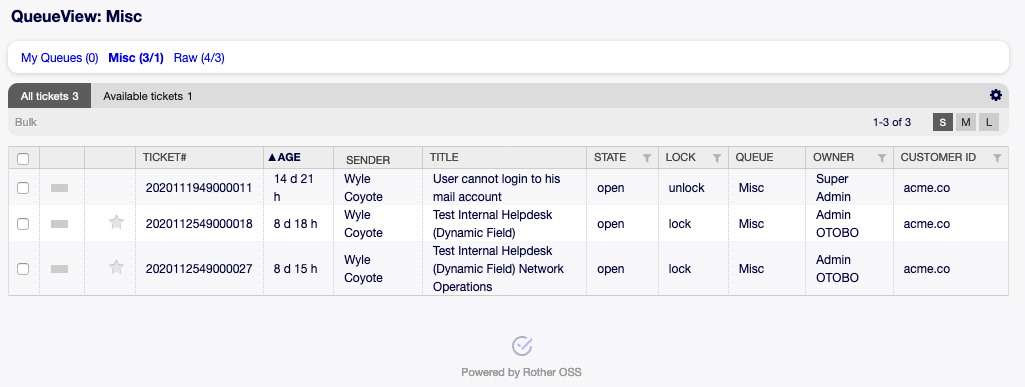 QueueView: Misc
My Queues (0) Misc (3/1) Raw (4/3)
All tickets 3 Available tickets 1
Bulk 1-3 of 3 S M L
TICKET# AGE SENDER TITLE STATE LOCK QUEUE OWNER CUSTOMER ID
2020111949000011 14 d 21 h Wyle Coyote User cannot login to his mail account open unlock Misc Super Admin acme.co
2020112549000018 8 d 18 h Wyle Coyote Test Internal Helpdesk (Dynamic Field) open lock Misc Admin OTOBO acme.co
2020112549000027 8 d 15 h Wyle Coyote Test Internal Helpdesk (Dynamic Field) Network Operations open lock Misc Admin OTOBO acme.co
Powered by Rother OSS